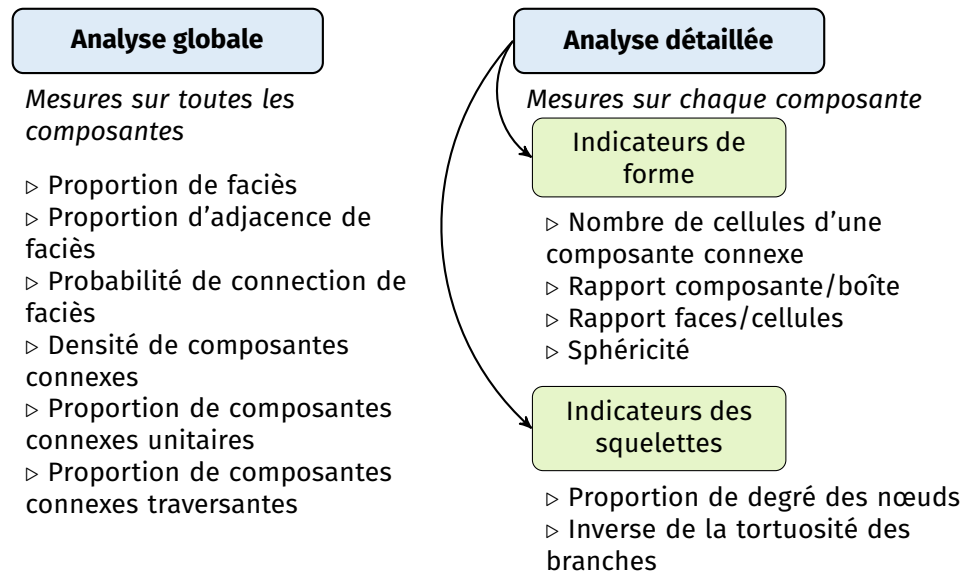 Analyse globale
Mesures sur toutes les
composantes
▹ Proportion de faciès
▹ Proportion d'adjacence de
faciès
▹ Probabilité de connection de
faciès
▹ Densité de composantes
connexes
▹ Proportion de composantes
connexes unitaires
▹ Proportion de composantes
connexes traversantes
Analyse détaillée
Mesures sur chaque composante
Indicateurs de
forme
▹ Nombre de cellules d'une
composante connexe
▹ Rapport composante/boîte
▹ Rapport faces/cellules
▹ Sphéricité
Indicateurs des
squelettes
▹ Proportion de degré des nœuds
▹ Inverse de la tortuosité des
branches